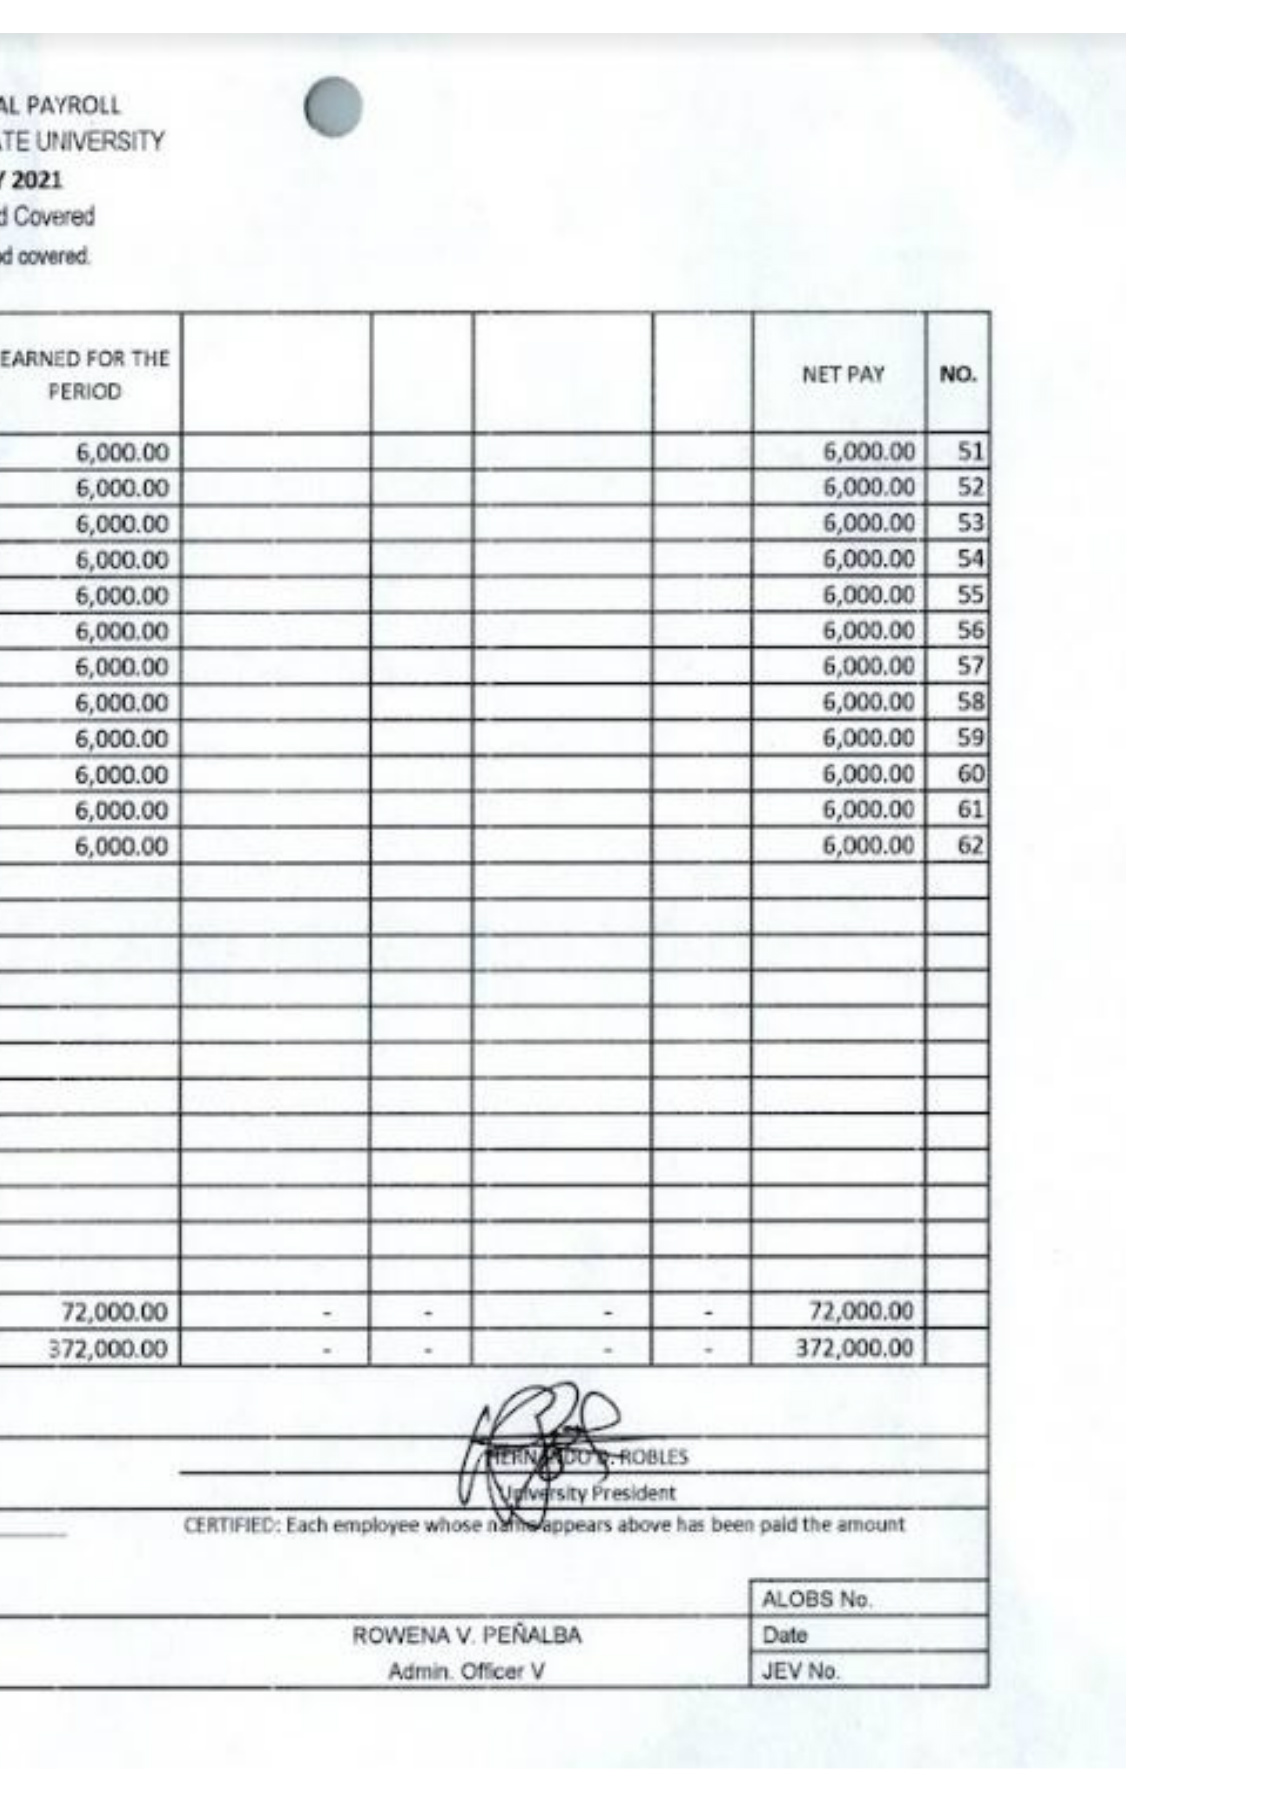 AL PAYROLL
ATE UNIVERSITY
Y 2021
d Covered
od covered.
EARNED FOR THE PERIOD NET PAY NO.
6,000.00 6,000.00 51
6,000.00 6,000.00 52
6,000.00 6,000.00 53
6,000.00 6,000.00 54
6,000.00 6,000.00 55
6,000.00 6,000.00 56
6,000.00 6,000.00 57
6,000.00 6,000.00 58
6,000.00 6,000.00 59
6,000.00 6,000.00 60
6,000.00 6,000.00 61
6,000.00 6,000.00 62
72,000.00 - - - - 72,000.00
372,000.00 - - - - 372,000.00
HERNANDO D. ROBLES
University President
CERTIFIED: Each employee whose name appears above has been paid the amount
ALOBS No.
ROWENA V. PEÑALBA Date
Admin. Officer V JEV No.